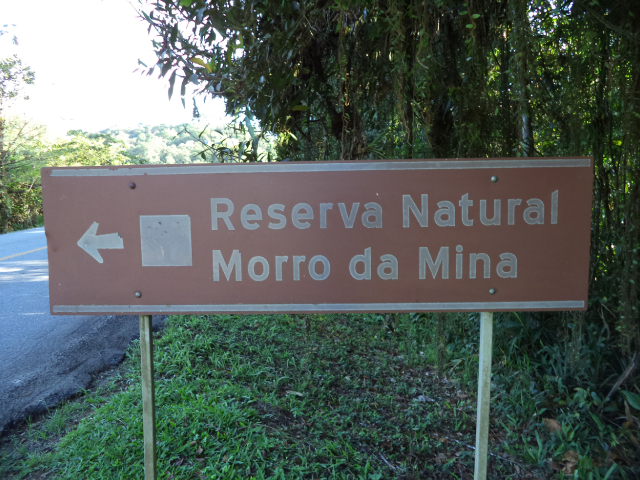 Reserva Natural
Morro da Mina